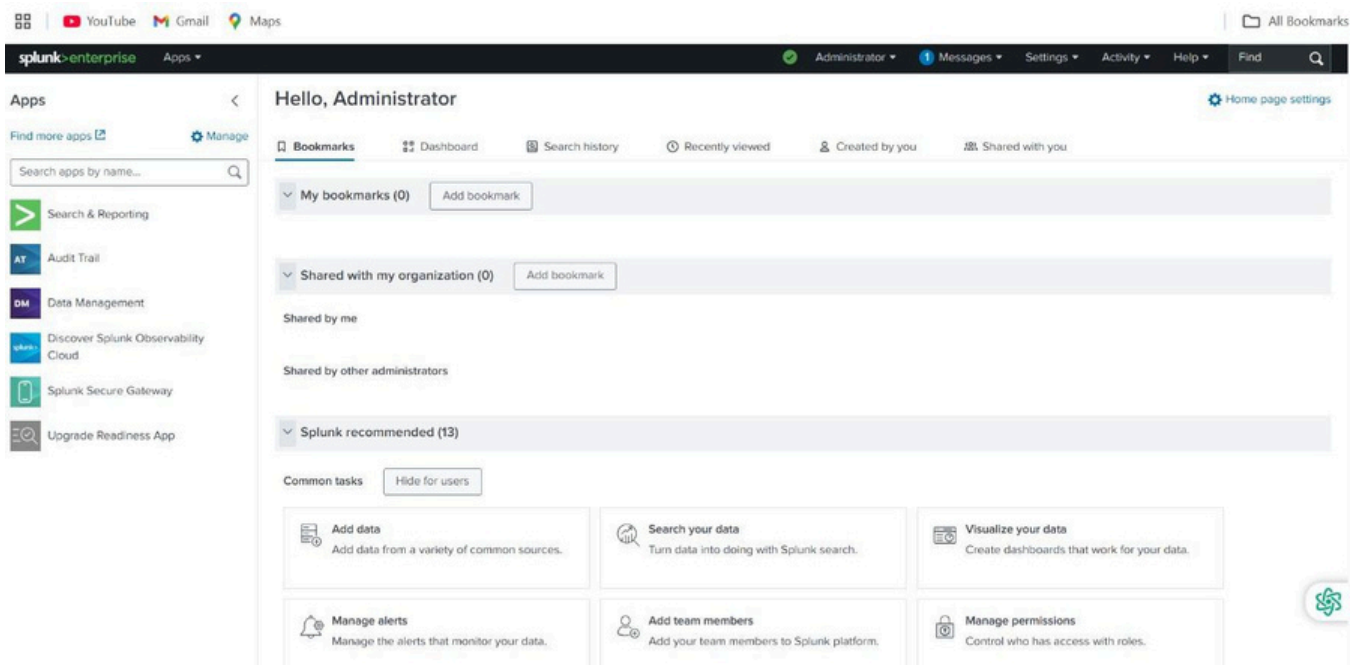 YouTube Gmail Maps All Bookmarks
splunk>enterprise Apps Administrator 1 Messages Settings Activity Help Find
Apps
Find more apps Manage
Search apps by name...
Search & Reporting
AT Audit Trail
DM Data Management
Discover Splunk Observability
Cloud
Splunk Secure Gateway
Upgrade Readiness App
Hello, Administrator
Home page settings
Bookmarks Dashboard Search history Recently viewed Created by you Shared with you
My bookmarks (0) Add bookmark
Shared with my organization (0) Add bookmark
Shared by me
Shared by other administrators
Splunk recommended (13)
Common tasks Hide for users
Add data
Add data from a variety of common sources.
Search your data
Turn data into doing with Splunk search.
Visualize your data
Create dashboards that work for your data.
Manage alerts
Manage the alerts that monitor your data.
Add team members
Add your team members to Splunk platform.
Manage permissions
Control who has access with roles.